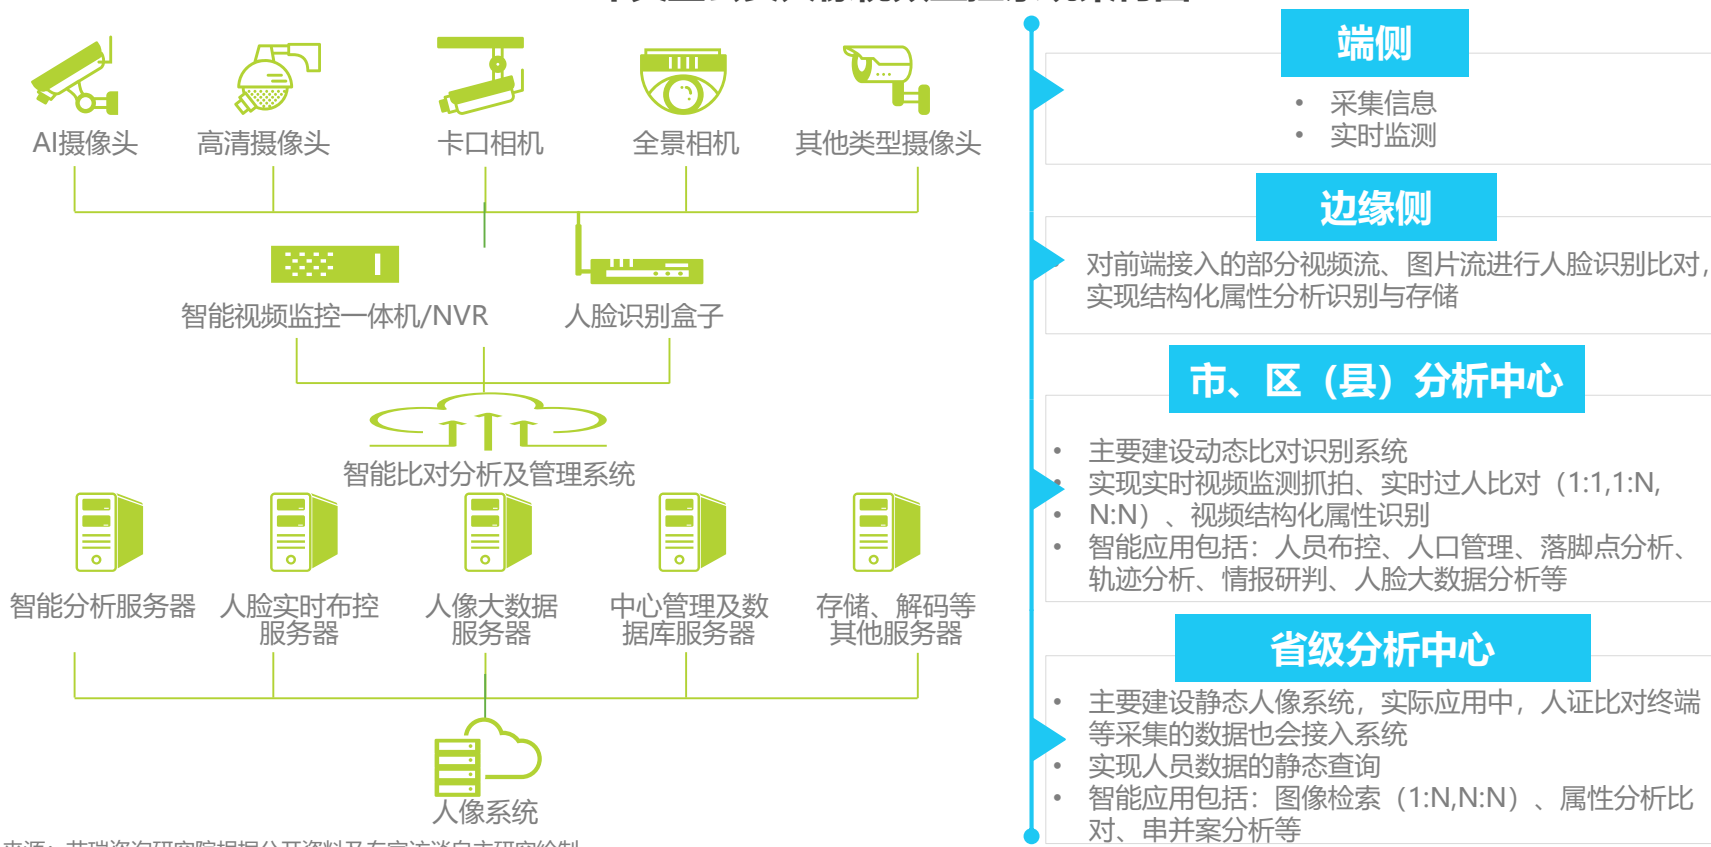 AI摄像头
高清摄像头
卡口相机
全景相机
其他类型摄像头
智能视频监控一体机/NVR
人脸识别盒子
智能比对分析及管理系统
智能分析服务器
人脸实时布控
服务器
人像大数据
服务器
中心管理及数
据库服务器
存储、解码等
其他服务器
人像系统
端侧
• 采集信息
• 实时监测
边缘侧
对前端接入的部分视频流、图片流进行人脸识别比对,
实现结构化属性分析识别与存储
市、区（县）分析中心
• 主要建设动态比对识别系统
• 实现实时视频监测抓拍、实时过人比对（1:1,1:N,
• N:N）、视频结构化属性识别
• 智能应用包括：人员布控、人口管理、落脚点分析、
轨迹分析、情报研判、人脸大数据分析等
省级分析中心
• 主要建设静态人像系统，实际应用中，人证比对终端
等采集的数据也会接入系统
• 实现人员数据的静态查询
• 智能应用包括：图像检索（1:N,N:N）、属性分析比
对、串并案分析等